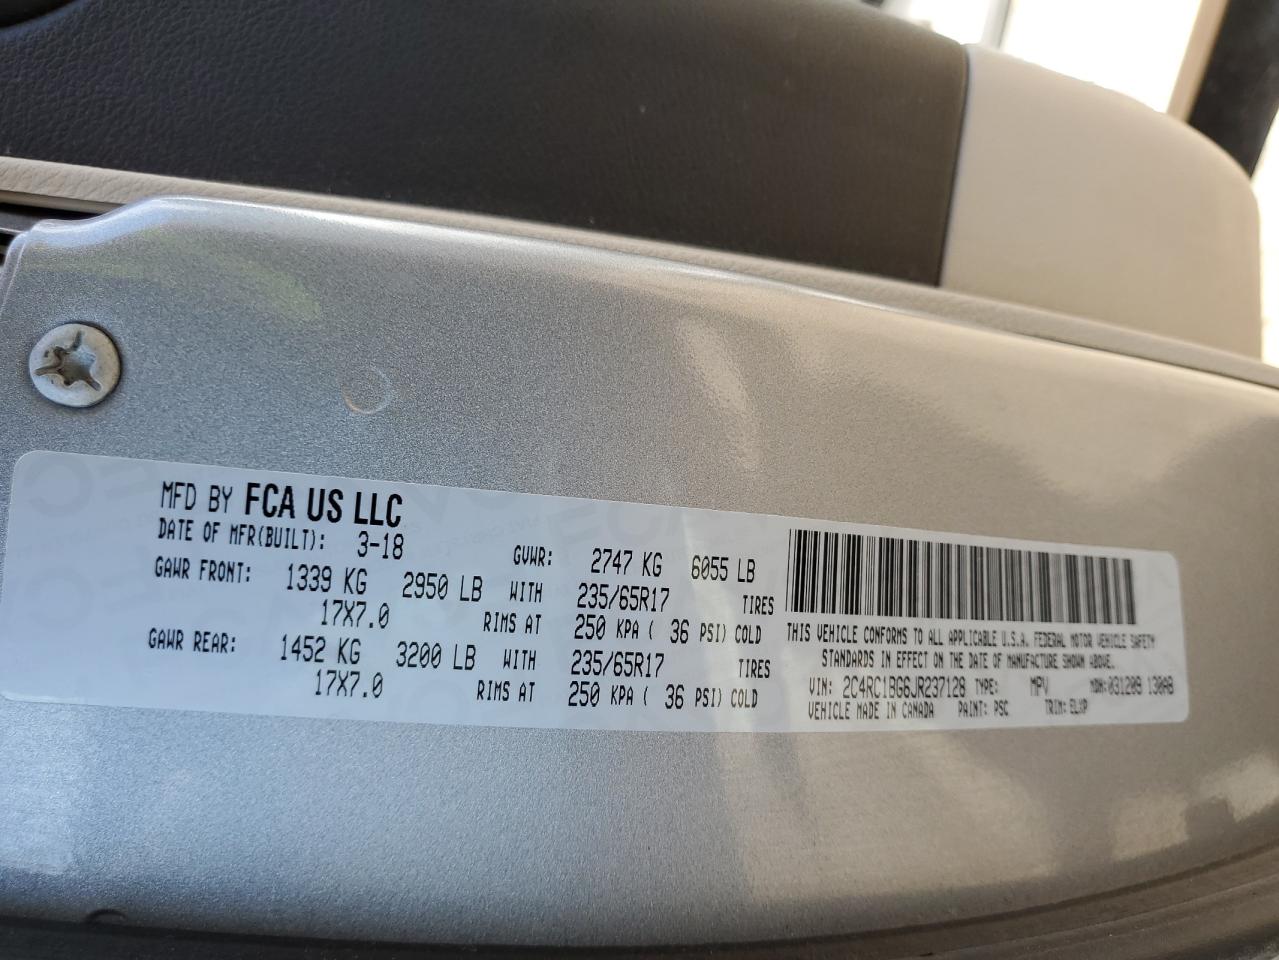 MFD BY FCA US LLC
DATE OF MFR(BUILT): 3-18 GVWR: 2747 KG 6055 LB
GAWR FRONT: 1339 KG 2950 LB WITH 235/65R17 TIRES
17X7.0 RIMS AT 250 KPA ( 36 PSI) COLD
GAWR REAR: 1452 KG 3200 LB WITH 235/65R17 TIRES
17X7.0 RIMS AT 250 KPA ( 36 PSI) COLD
THIS VEHICLE CONFORMS TO ALL APPLICABLE U.S.A. FEDERAL MOTOR VEHICLE SAFETY
STANDARDS IN EFFECT ON THE DATE OF MANUFACTURE SHOWN ABOVE.
VIN: 2C4RC1BG6JR237128 TYPE: MPV MDH: 031209 130AB
VEHICLE MADE IN CANADA PAINT: PSC TRIM: ELXP